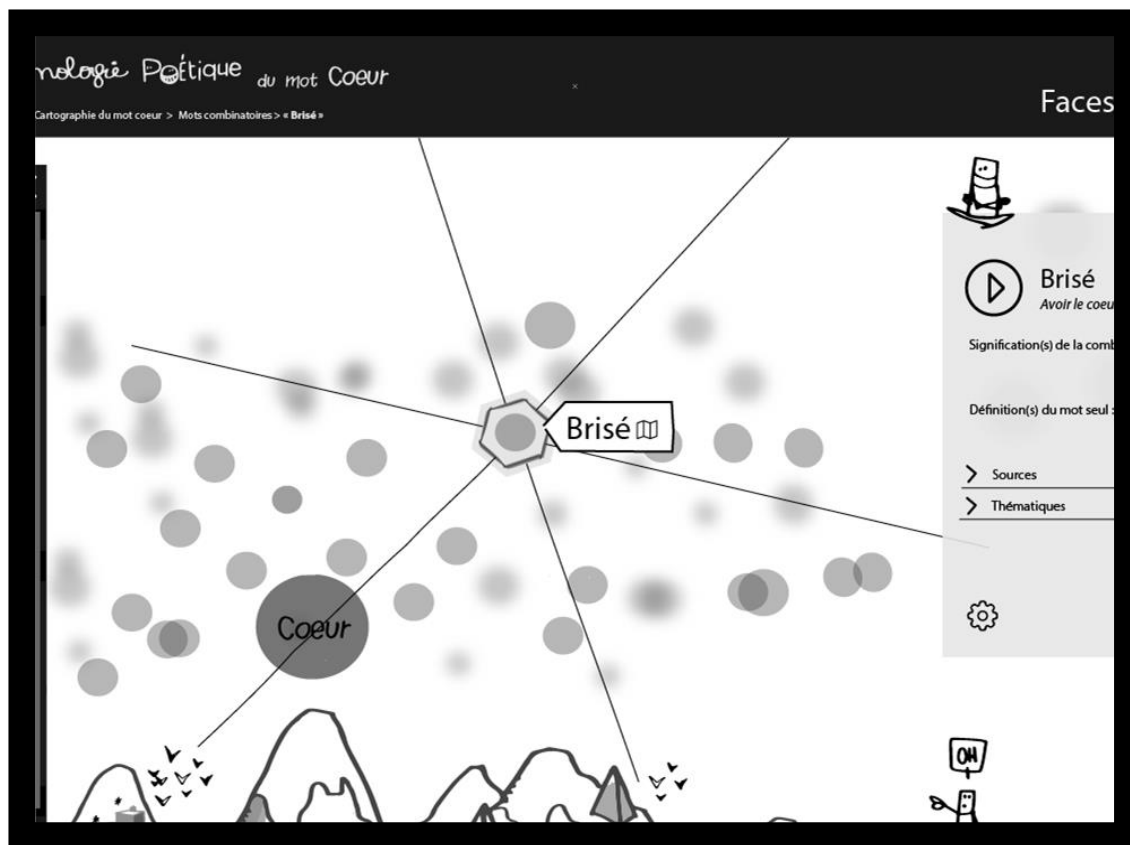 nologie Poétique du mot Coeur
Cartographie du mot coeur > Mots combinatoires > « Brisé »
Faces
Brisé
Avoir le coeu
Signification(s) de la comb
Brisé
Définition(s) du mot seul :
Sources
Thématiques
Coeur
OH